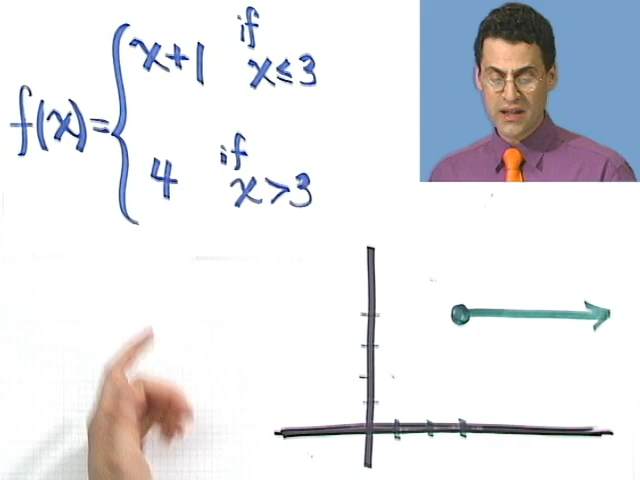 f(x) = { x+1 if x ≤ 3
4 if x > 3